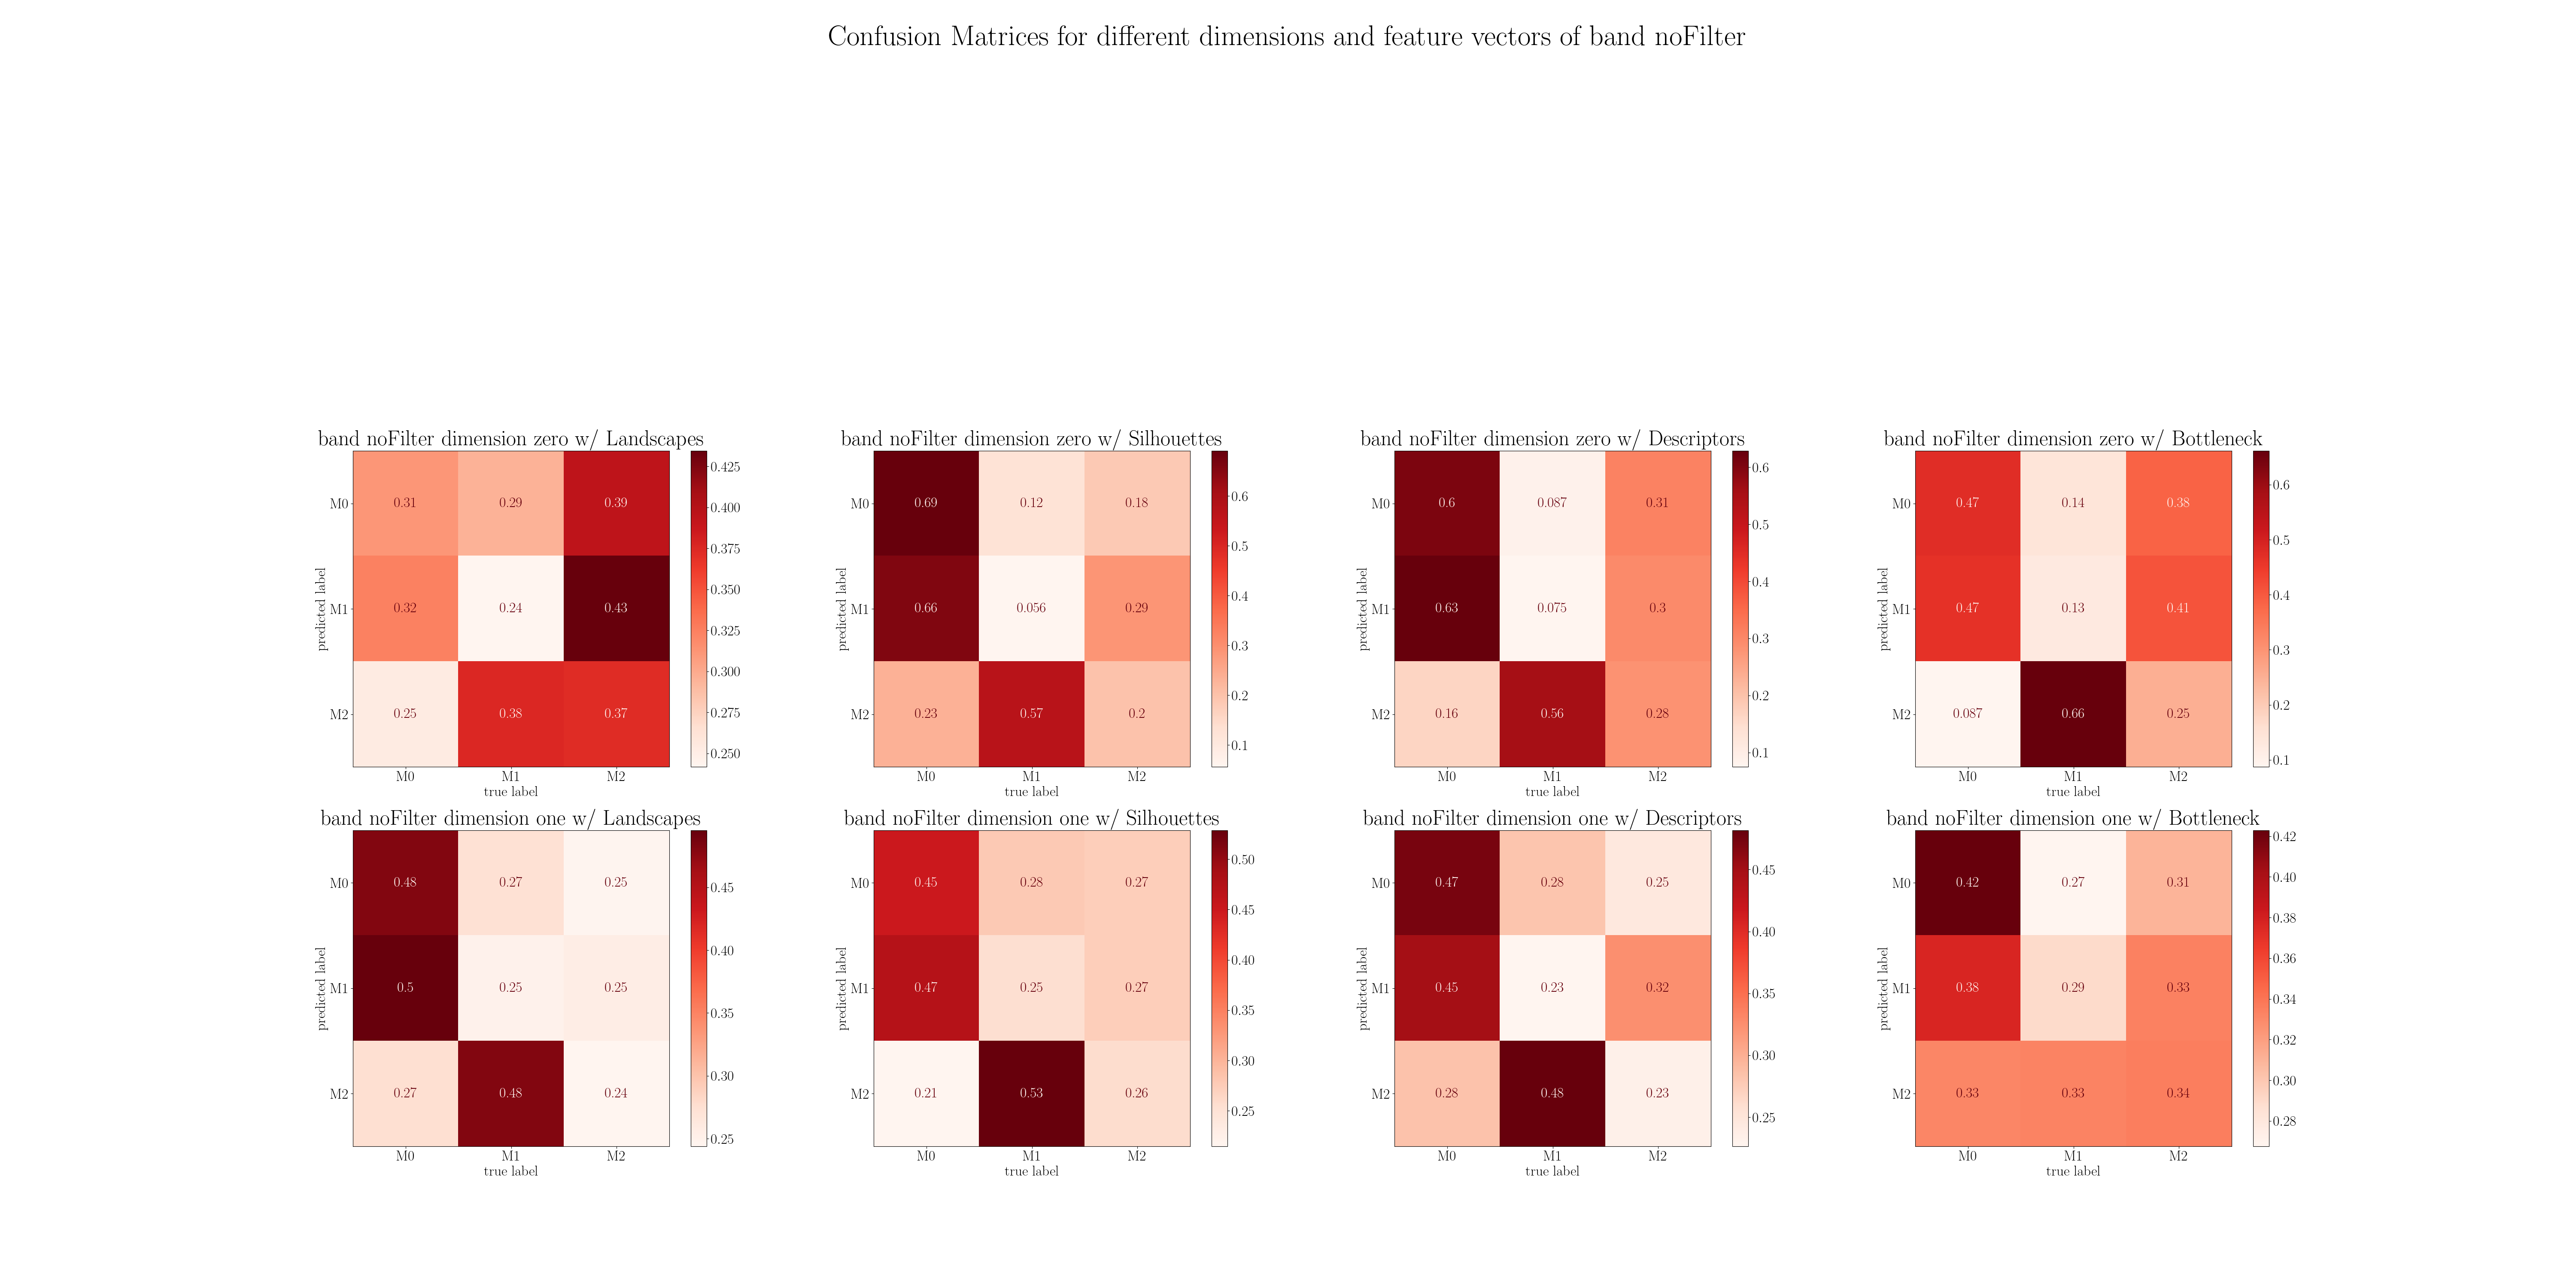 Confusion Matrices for different dimensions and feature vectors of band noFilter
band noFilter dimension zero w/ Landscapes
predicted label
M0 0.31 0.29 0.39
M1 0.32 0.24 0.43
M2 0.25 0.38 0.37
M0 M1 M2
true label
0.425
0.400
0.375
0.350
0.325
0.300
0.275
0.250
band noFilter dimension zero w/ Silhouettes
predicted label
M0 0.69 0.12 0.18
M1 0.66 0.056 0.29
M2 0.23 0.57 0.2
M0 M1 M2
true label
0.6
0.5
0.4
0.3
0.2
0.1
band noFilter dimension zero w/ Descriptors
predicted label
M0 0.6 0.087 0.31
M1 0.63 0.075 0.3
M2 0.16 0.56 0.28
M0 M1 M2
true label
0.6
0.5
0.4
0.3
0.2
0.1
band noFilter dimension zero w/ Bottleneck
predicted label
M0 0.47 0.14 0.38
M1 0.47 0.13 0.41
M2 0.087 0.66 0.25
M0 M1 M2
true label
0.6
0.5
0.4
0.3
0.2
0.1
band noFilter dimension one w/ Landscapes
predicted label
M0 0.48 0.27 0.25
M1 0.5 0.25 0.25
M2 0.27 0.48 0.24
M0 M1 M2
true label
0.45
0.40
0.35
0.30
0.25
band noFilter dimension one w/ Silhouettes
predicted label
M0 0.45 0.28 0.27
M1 0.47 0.25 0.27
M2 0.21 0.53 0.26
M0 M1 M2
true label
0.50
0.45
0.40
0.35
0.30
0.25
band noFilter dimension one w/ Descriptors
predicted label
M0 0.47 0.28 0.25
M1 0.45 0.23 0.32
M2 0.28 0.48 0.23
M0 M1 M2
true label
0.45
0.40
0.35
0.30
0.25
band noFilter dimension one w/ Bottleneck
predicted label
M0 0.42 0.27 0.31
M1 0.38 0.29 0.33
M2 0.33 0.33 0.34
M0 M1 M2
true label
0.42
0.40
0.38
0.36
0.34
0.32
0.30
0.28